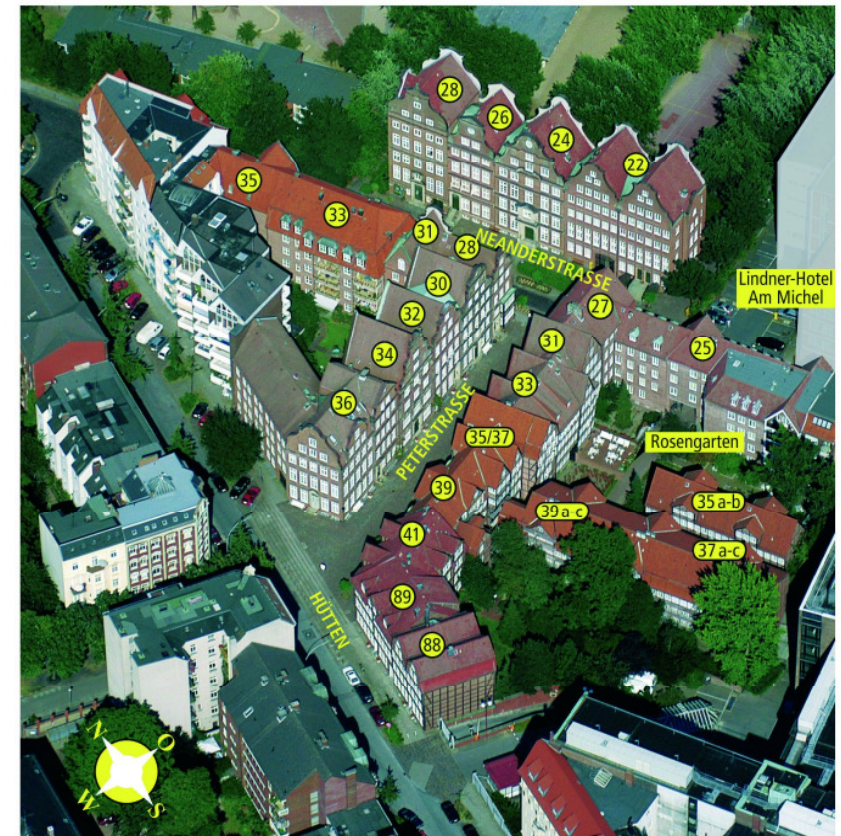 28
26
24
22
35
33
31
28
NEANDERSTRASSE
30
27
Lindner-Hotel
Am Michel
32
31
25
34
33
36
PETERSTRASSE
35/37
Rosengarten
39
39 a-c
35 a-b
41
37 a-c
89
HÜTTEN
88
N
O
W
S